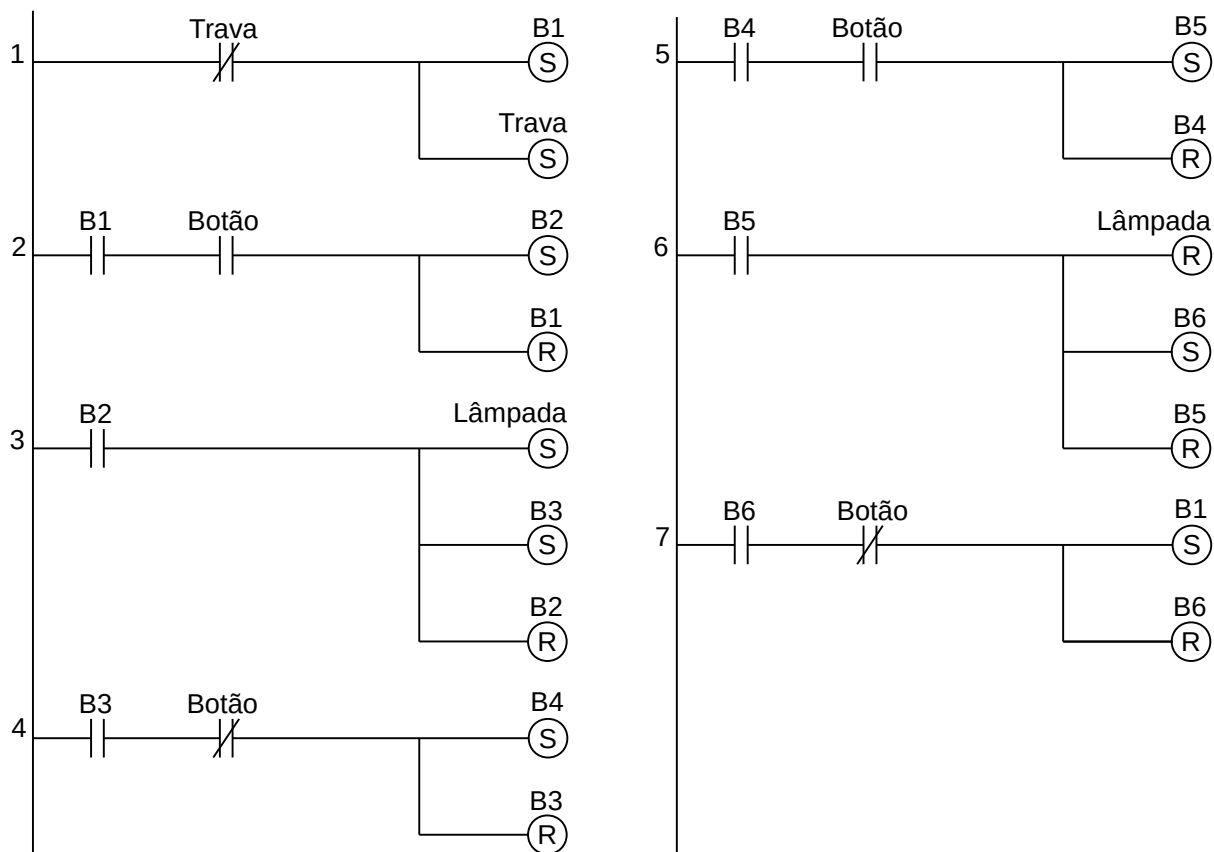 Trava B1
1 S
Trava
S
B1 Botão B2
2 S
B1
R
B2 Lâmpada
3 S
B3
S
B2
R
B3 Botão B4
4 S
B3
R
B4 Botão B5
5 S
B4
R
B5 Lâmpada
6 R
B6
S
B5
R
B6 Botão B1
7 S
B6
R